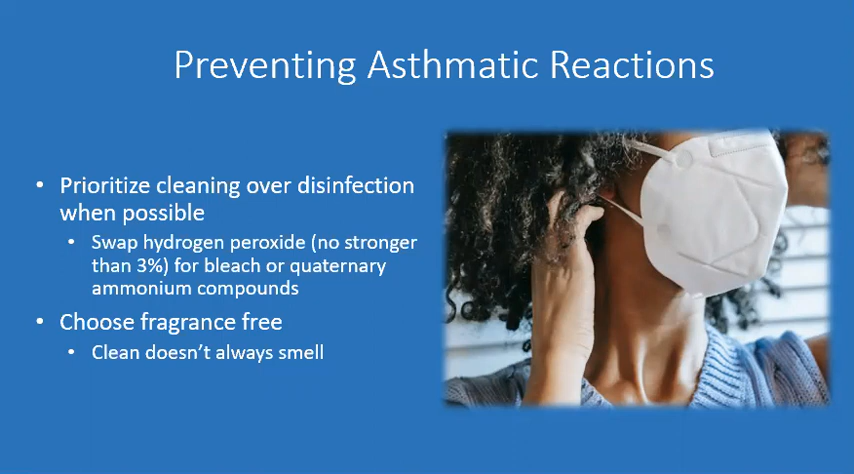 Preventing Asthmatic Reactions
• Prioritize cleaning over disinfection
when possible
• Swap hydrogen peroxide (no stronger
than 3%) for bleach or quaternary
ammonium compounds
• Choose fragrance free
• Clean doesn’t always smell